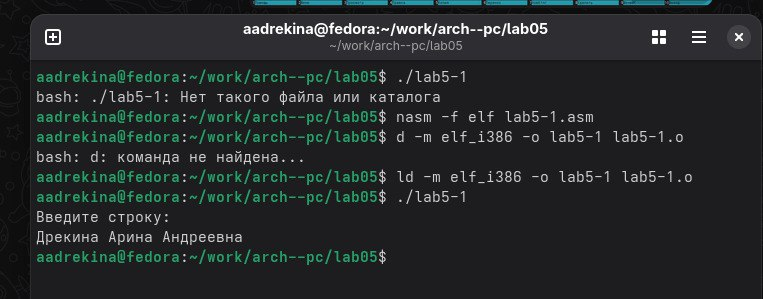 aadrekina@fedora:~/work/arch--pc/lab05
~/work/arch--pc/lab05
aadrekina@fedora:~/work/arch--pc/lab05$ ./lab5-1
bash: ./lab5-1: Нет такого файла или каталога
aadrekina@fedora:~/work/arch--pc/lab05$ nasm -f elf lab5-1.asm
aadrekina@fedora:~/work/arch--pc/lab05$ d -m elf_i386 -o lab5-1 lab5-1.o
bash: d: команда не найдена...
aadrekina@fedora:~/work/arch--pc/lab05$ ld -m elf_i386 -o lab5-1 lab5-1.o
aadrekina@fedora:~/work/arch--pc/lab05$ ./lab5-1
Введите строку:
Дрекина Арина Андреевна
aadrekina@fedora:~/work/arch--pc/lab05$